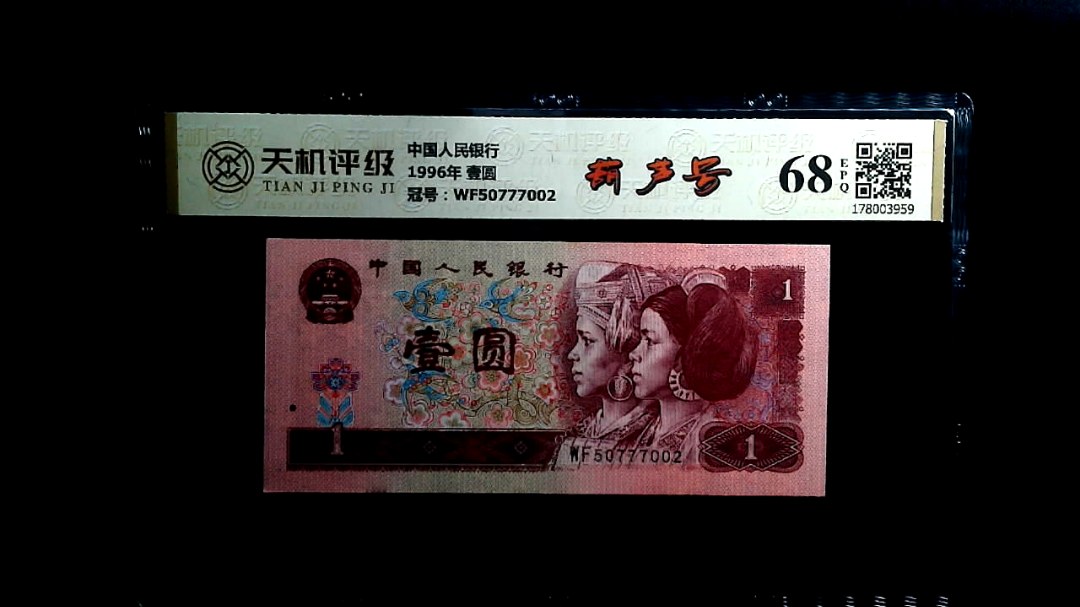 天机评级
TIAN JI PING JI
中国人民银行
1996年 壹圆
冠号：WF50777002
葫芦号
68
EPQ
178003959
中国人民银行
1
壹圆
1
WF50777002
1